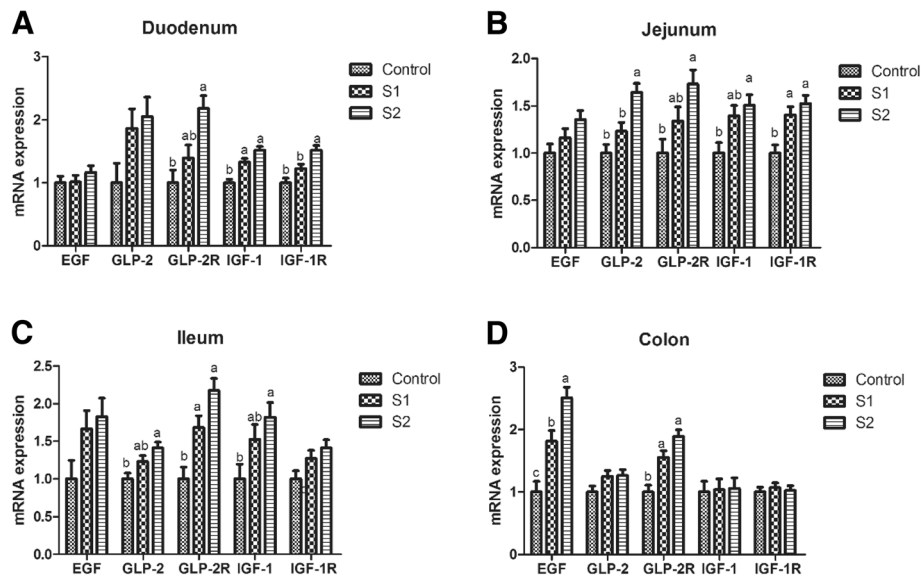 A
Duodenum
mRNA expression
3
2
1
0
b ab a b a a b b a
EGF GLP-2 GLP-2R IGF-1 IGF-1R
Control
S1
S2
B
Jejunum
mRNA expression
2.0
1.5
1.0
0.5
0.0
b b a b ab a b ab a b a a
EGF GLP-2 GLP-2R IGF-1 IGF-1R
Control
S1
S2
C
Ileum
mRNA expression
2.5
2.0
1.5
1.0
0.5
0.0
b ab a b a a b ab a
EGF GLP-2 GLP-2R IGF-1 IGF-1R
Control
S1
S2
D
Colon
mRNA expression
3
2
1
0
c b a b a a
EGF GLP-2 GLP-2R IGF-1 IGF-1R
Control
S1
S2